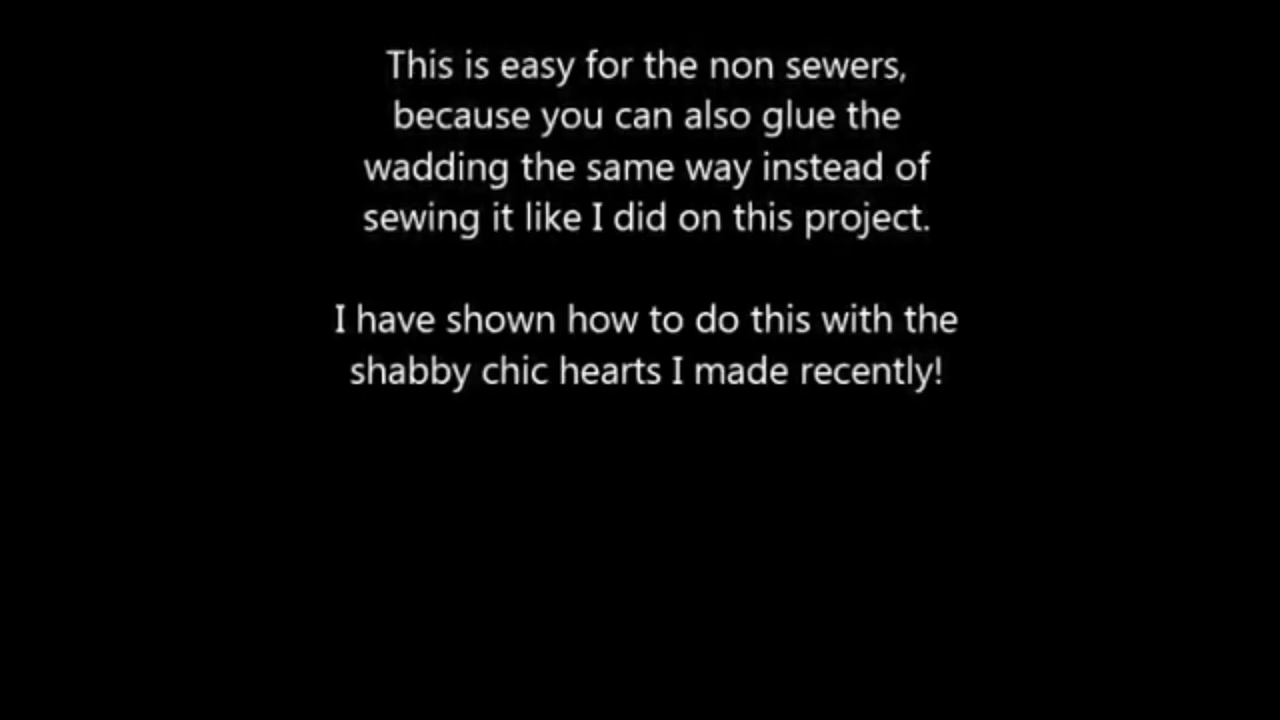 This is easy for the non sewers,
because you can also glue the
wadding the same way instead of
sewing it like I did on this project.
I have shown how to do this with the
shabby chic hearts I made recently!